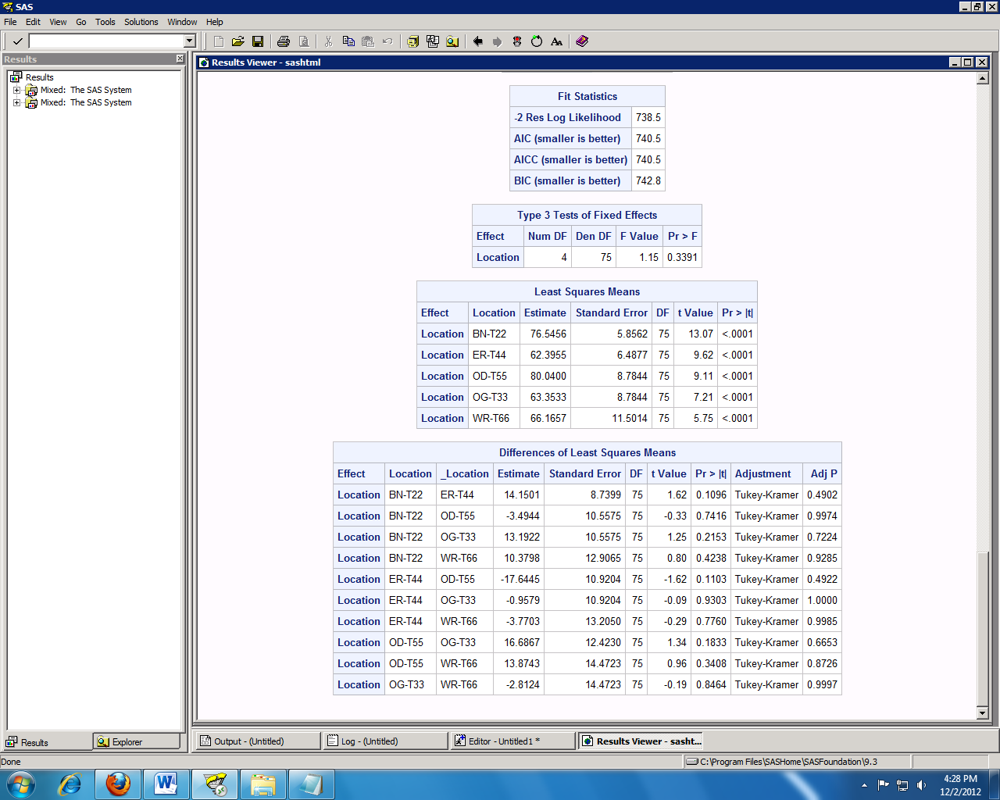 SAS
File Edit View Go Tools Solutions Window Help
Results
Results
Mixed: The SAS System
Mixed: The SAS System
Results Viewer - sashtml
Fit Statistics
-2 Res Log Likelihood 738.5
AIC (smaller is better) 740.5
AICC (smaller is better) 740.5
BIC (smaller is better) 742.8
Type 3 Tests of Fixed Effects
Effect Num DF Den DF F Value Pr > F
Location 4 75 1.15 0.3391
Least Squares Means
Effect Location Estimate Standard Error DF t Value Pr > |t|
Location BN-T22 76.5456 5.8562 75 13.07 <.0001
Location ER-T44 62.3955 6.4877 75 9.62 <.0001
Location OD-T55 80.0400 8.7844 75 9.11 <.0001
Location OG-T33 63.3533 8.7844 75 7.21 <.0001
Location WR-T66 66.1657 11.5014 75 5.75 <.0001
Differences of Least Squares Means
Effect Location _Location Estimate Standard Error DF t Value Pr > |t| Adjustment Adj P
Location BN-T22 ER-T44 14.1501 8.7399 75 1.62 0.1096 Tukey-Kramer 0.4902
Location BN-T22 OD-T55 -3.4944 10.5575 75 -0.33 0.7416 Tukey-Kramer 0.9974
Location BN-T22 OG-T33 13.1922 10.5575 75 1.25 0.2153 Tukey-Kramer 0.7224
Location BN-T22 WR-T66 10.3798 12.9065 75 0.80 0.4238 Tukey-Kramer 0.9285
Location ER-T44 OD-T55 -17.6445 10.9204 75 -1.62 0.1103 Tukey-Kramer 0.4922
Location ER-T44 OG-T33 -0.9579 10.9204 75 -0.09 0.9303 Tukey-Kramer 1.0000
Location ER-T44 WR-T66 -3.7703 13.2050 75 -0.29 0.7760 Tukey-Kramer 0.9985
Location OD-T55 OG-T33 16.6867 12.4230 75 1.34 0.1833 Tukey-Kramer 0.6653
Location OD-T55 WR-T66 13.8743 14.4723 75 0.96 0.3408 Tukey-Kramer 0.8726
Location OG-T33 WR-T66 -2.8124 14.4723 75 -0.19 0.8464 Tukey-Kramer 0.9997
Results Explorer
Output - (Untitled) Log - (Untitled) Editor - Untitled1 * Results Viewer - sasht...
Done C:\Program Files\SASHome\SASFoundation\9.3
4:28 PM
12/2/2012